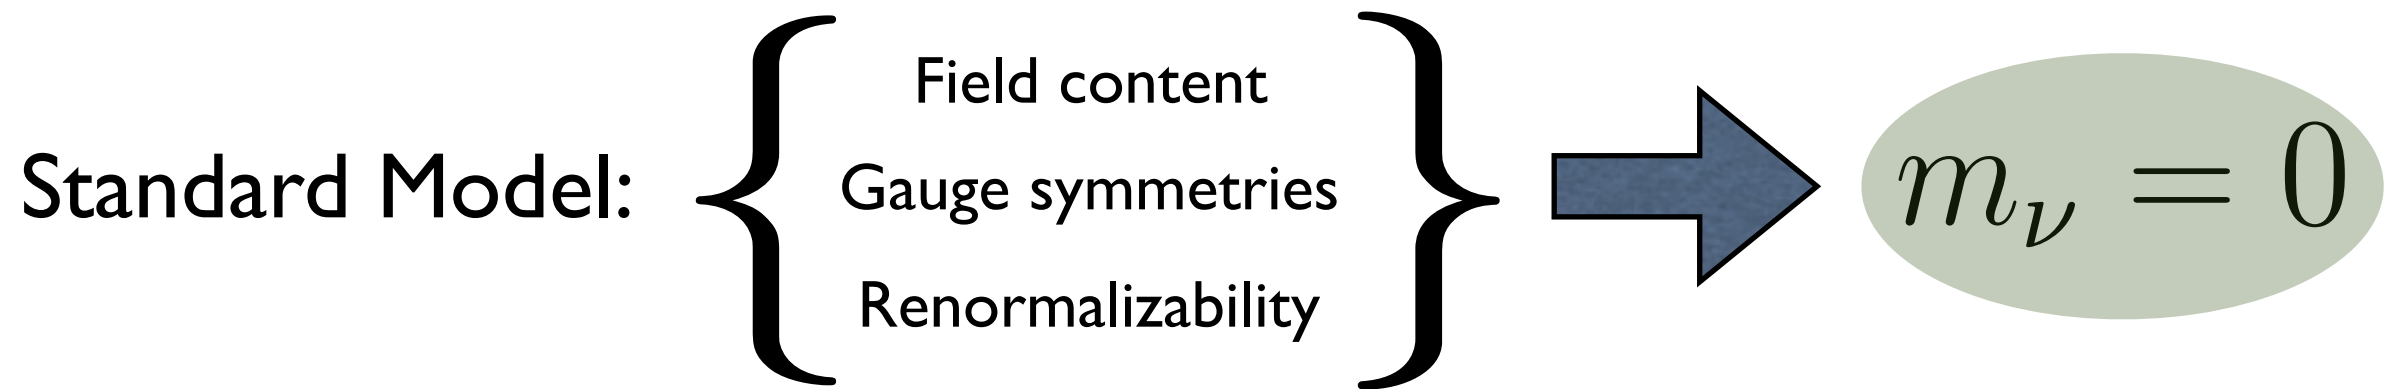 Standard Model:
Field content
Gauge symmetries
Renormalizability
m_ν = 0